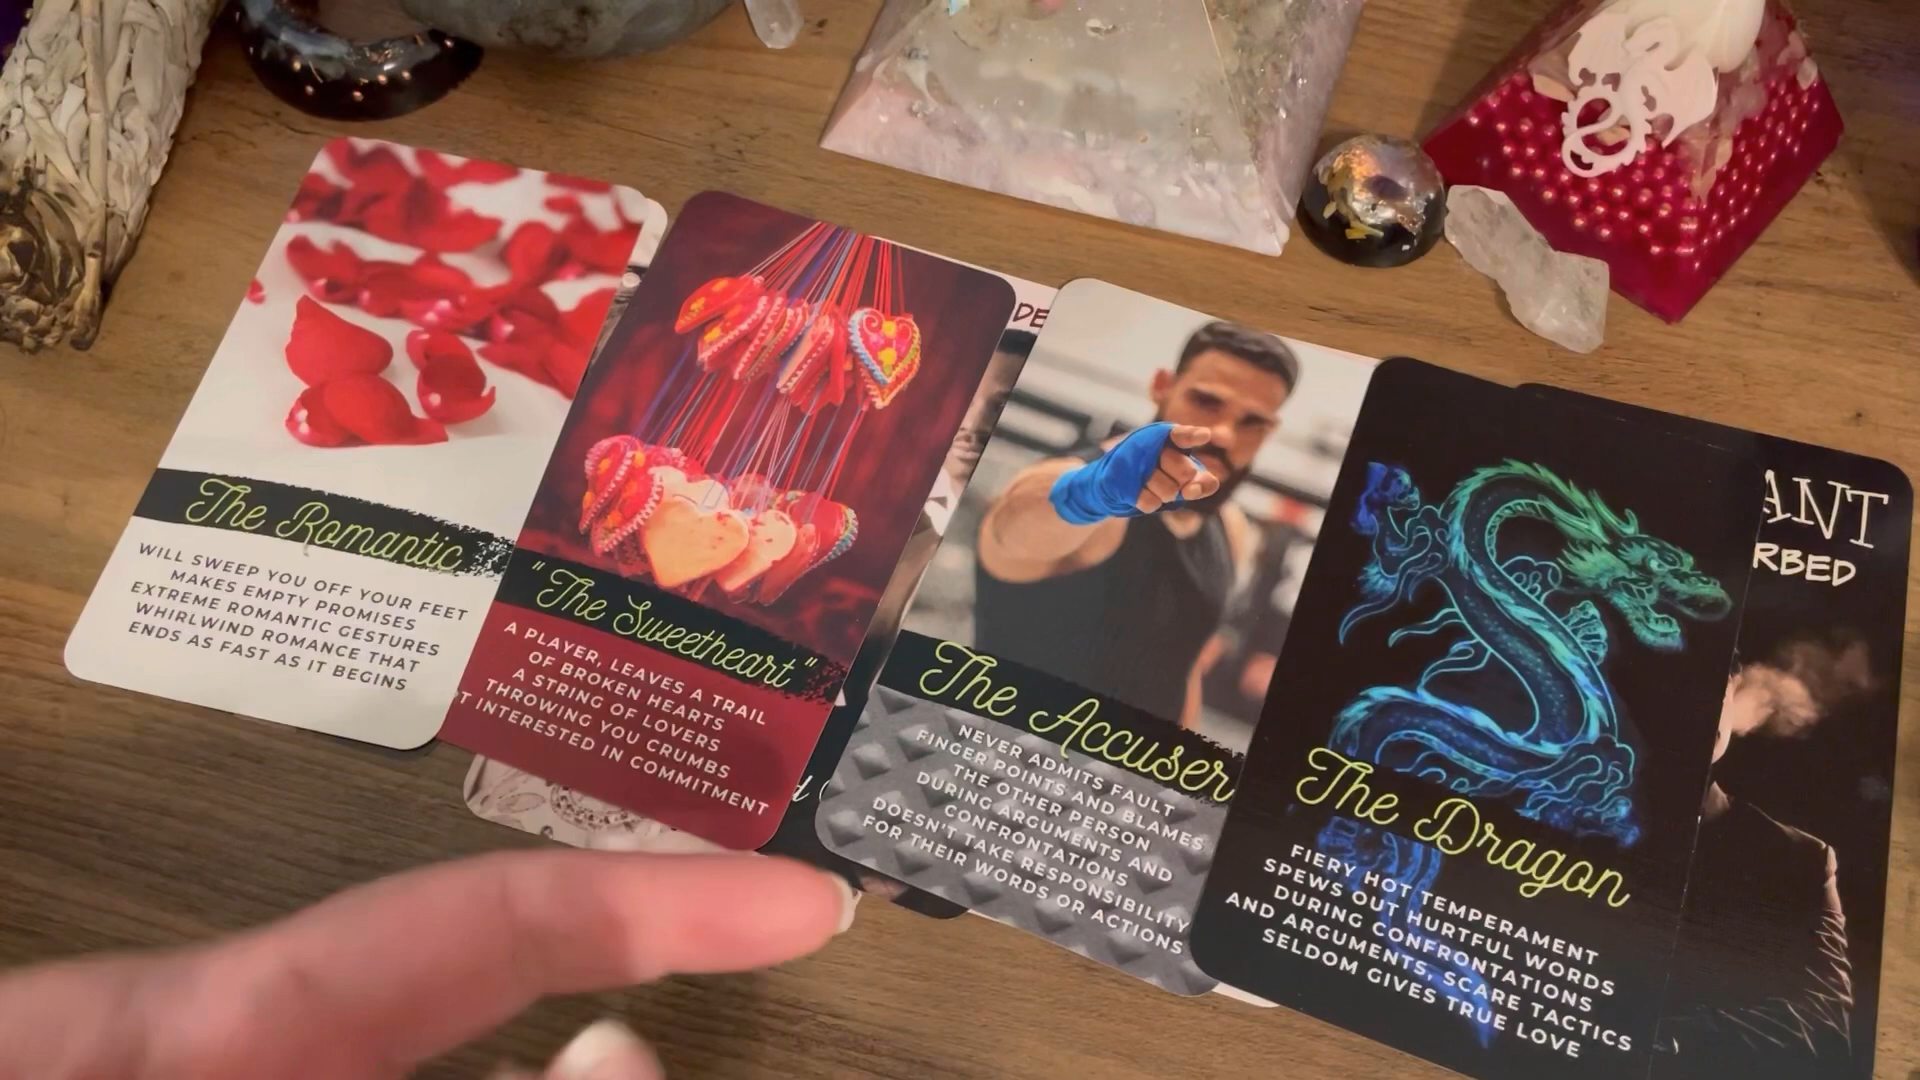 The Romantic
WILL SWEEP YOU OFF YOUR FEET
MAKES EMPTY PROMISES
EXTREME ROMANTIC GESTURES
WHIRLWIND ROMANCE THAT
ENDS AS FAST AS IT BEGINS
"The Sweetheart"
A PLAYER, LEAVES A TRAIL
OF BROKEN HEARTS
A STRING OF LOVERS
THROWING YOU CRUMBS
T INTERESTED IN COMMITMENT
DE
The Accuser
NEVER ADMITS FAULT
FINGER POINTS AND BLAMES
THE OTHER PERSON
DURING ARGUMENTS AND
CONFRONTATIONS
DOESN'T TAKE RESPONSIBILITY
FOR THEIR WORDS OR ACTIONS
The Dragon
FIERY HOT TEMPERAMENT
SPEWS OUT HURTFUL WORDS
DURING CONFRONTATIONS
AND ARGUMENTS, SCARE TACTICS
SELDOM GIVES TRUE LOVE
ANT
RBED